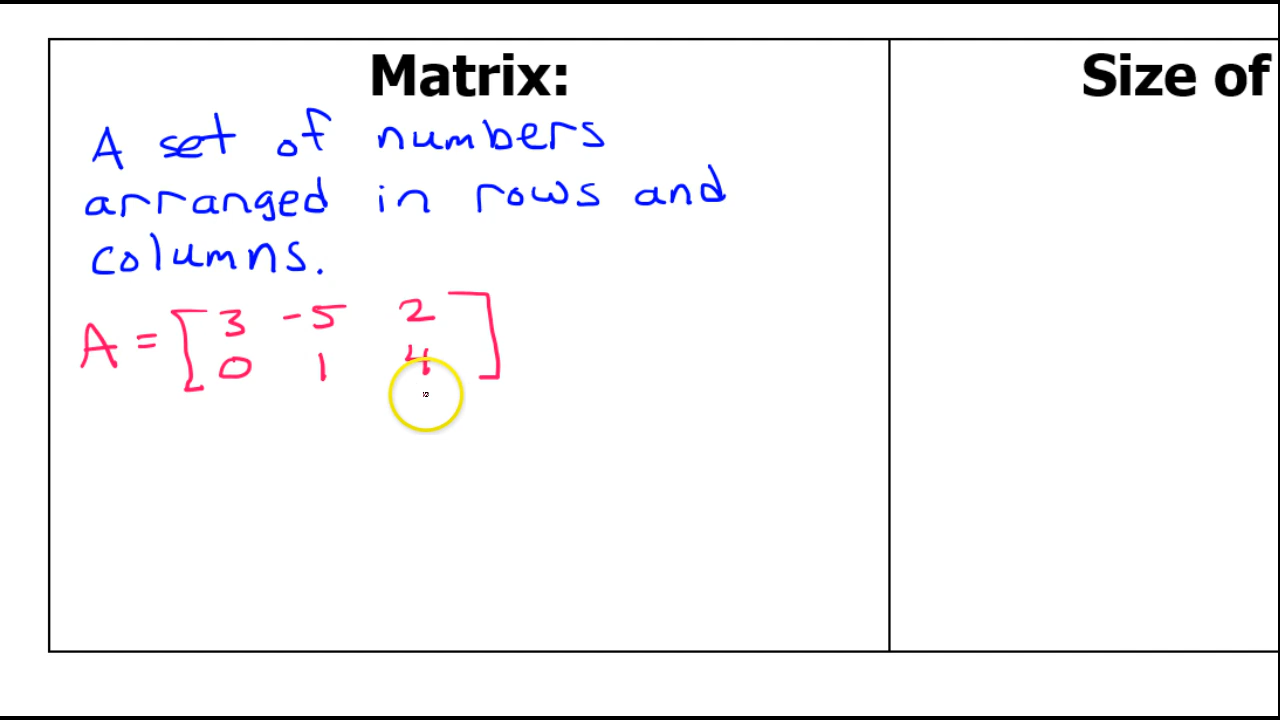 Matrix:
Size of
A set of numbers
arranged in rows and
columns.
A = [ 3 -5 2 ]
0 1 4